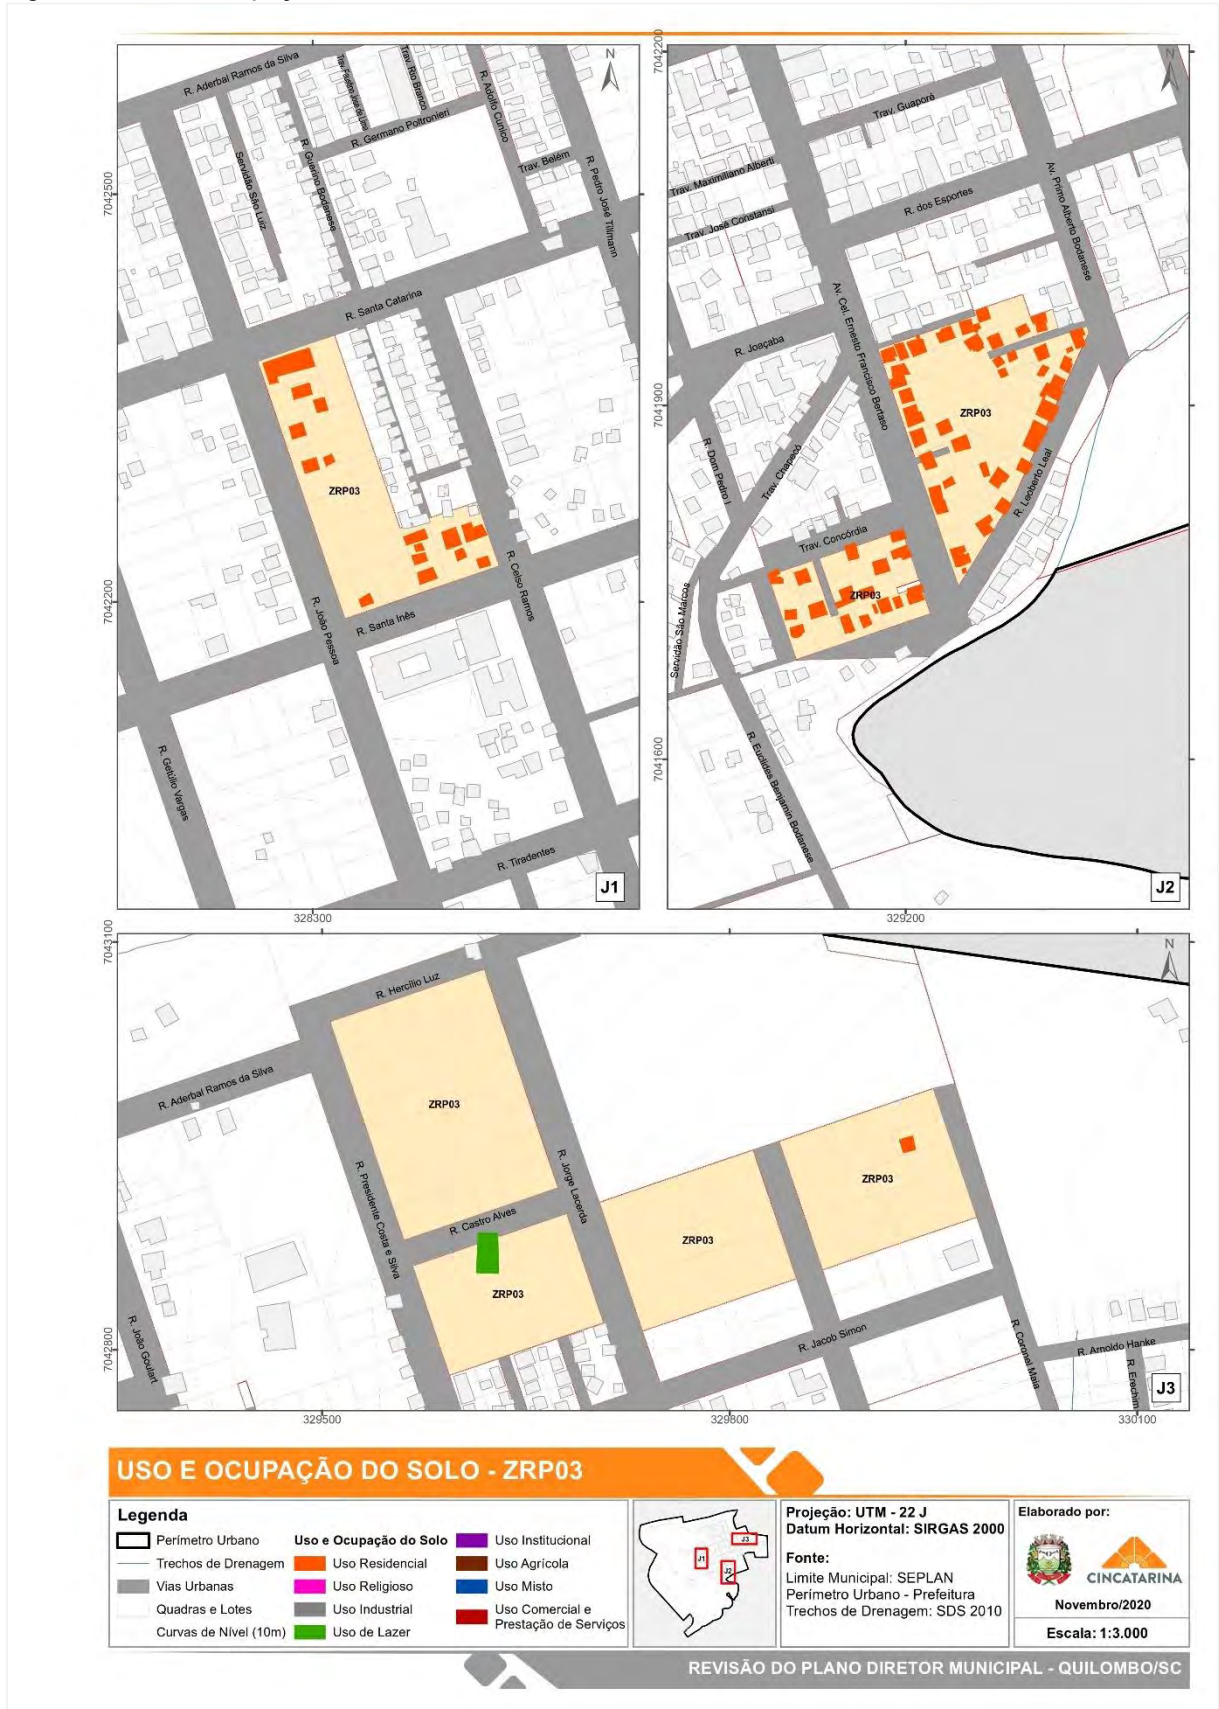 N
R. Aderbal Ramos da Silva
Trav. Rio Branco
R. Adolfo Cunico
R. Germano Poltronieri
Trav. Belém
R. Pedro José Tillmann
R. Guerino Bodanese
Servidão São Luiz
R. Santa Catarina
ZRP03
R. Celso Ramos
R. João Pessoa
R. Santa Inês
R. Getúlio Vargas
R. Tiradentes
J1
7042500
7042200
328300
N
7042200
Trav. Guaporé
Trav. Maximiliano Alberti
R. dos Esportes
Av. Primo Alberto Bodanese
Trav. José Constansi
Av. Cel. Ernesto Francisco Bertaso
R. Joaçaba
7041900
ZRP03
R. Dom Pedro I
Trav. Chapecó
R. Leoberto Leal
Trav. Concórdia
ZRP03
Servidão São Marcos
7041600
R. Euclides Benjamin Bodanese
J2
329200
7043100
N
R. Hercílio Luz
R. Aderbal Ramos da Silva
ZRP03
R. Presidente Costa e Silva
R. Jorge Lacerda
ZRP03
R. Castro Alves
ZRP03
ZRP03
7042800
R. João Goulart
R. Jacob Simon
R. Coronel Maia
R. Arnoldo Hanke
R. Erechim
J3
329500
329800
330100
USO E OCUPAÇÃO DO SOLO - ZRP03
Legenda
Perímetro Urbano
Trechos de Drenagem
Vias Urbanas
Quadras e Lotes
Curvas de Nível (10m)
Uso e Ocupação do Solo
Uso Residencial
Uso Religioso
Uso Industrial
Uso de Lazer
Uso Institucional
Uso Agrícola
Uso Misto
Uso Comercial e
Prestação de Serviços
J1
J2
J3
Projeção: UTM - 22 J
Datum Horizontal: SIRGAS 2000
Fonte:
Limite Municipal: SEPLAN
Perímetro Urbano - Prefeitura
Trechos de Drenagem: SDS 2010
Elaborado por:
CINCATARINA
Novembro/2020
Escala: 1:3.000
REVISÃO DO PLANO DIRETOR MUNICIPAL - QUILOMBO/SC